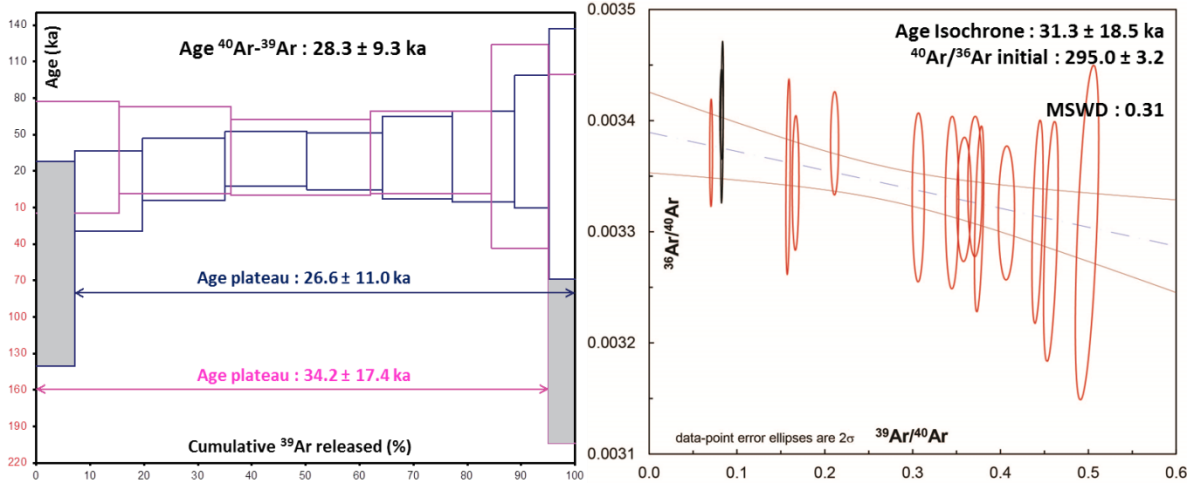 140
110
80
50
20
10
40
70
100
130
160
190
220
Age (ka)
Age ⁴⁰Ar-³⁹Ar : 28.3 ± 9.3 ka
Age plateau : 26.6 ± 11.0 ka
Age plateau : 34.2 ± 17.4 ka
Cumulative ³⁹Ar released (%)
0 10 20 30 40 50 60 70 80 90 100
0.0035
0.0034
0.0033
0.0032
0.0031
³⁶Ar/⁴⁰Ar
Age Isochrone : 31.3 ± 18.5 ka
⁴⁰Ar/³⁶Ar initial : 295.0 ± 3.2
MSWD : 0.31
data-point error ellipses are 2σ ³⁹Ar/⁴⁰Ar
0.0 0.1 0.2 0.3 0.4 0.5 0.6